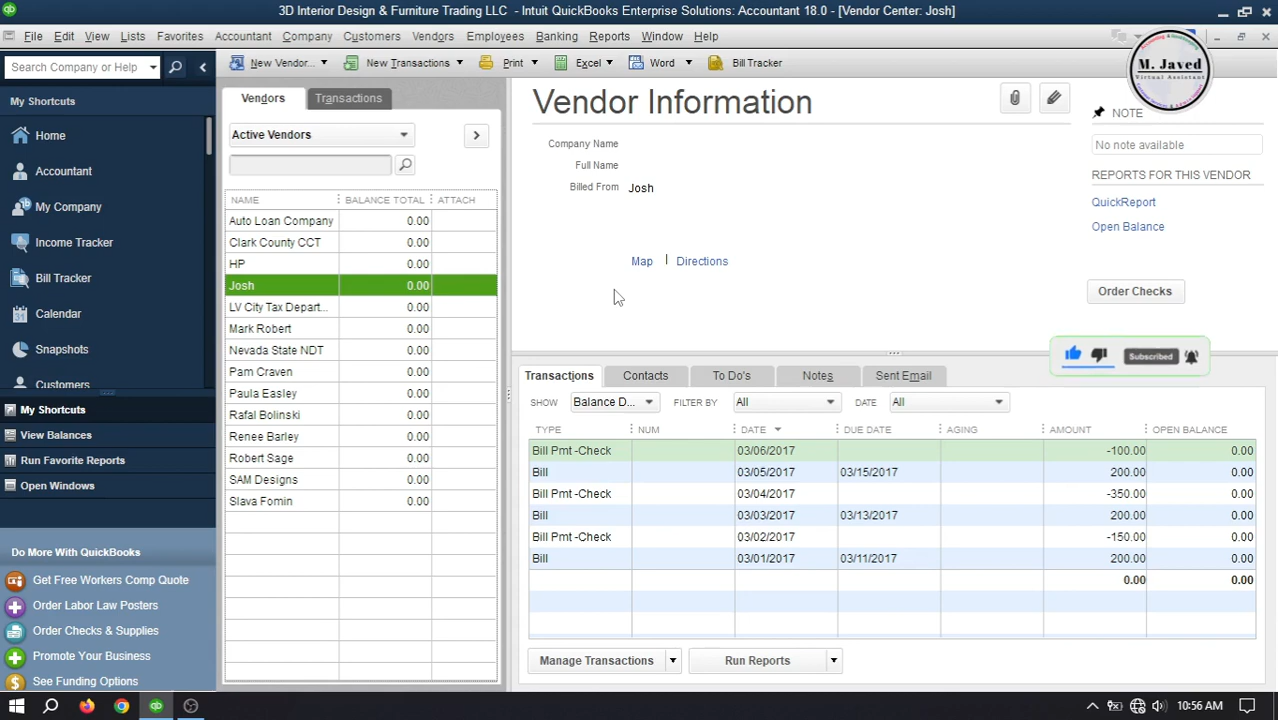 3D Interior Design & Furniture Trading LLC - Intuit QuickBooks Enterprise Solutions: Accountant 18.0 - [Vendor Center: Josh]
File Edit View Lists Favorites Accountant Company Customers Vendors Employees Banking Reports Window Help
Search Company or Help
New Vendor... New Transactions Print Excel Word Bill Tracker
M. Javed
Virtual Assistant
My Shortcuts
Home
Accountant
My Company
Income Tracker
Bill Tracker
Calendar
Snapshots
Customers
My Shortcuts
View Balances
Run Favorite Reports
Open Windows
Do More With QuickBooks
Get Free Workers Comp Quote
Order Labor Law Posters
Order Checks & Supplies
Promote Your Business
See Funding Options
Vendors Transactions
Active Vendors
NAME BALANCE TOTAL ATTACH
Auto Loan Company 0.00
Clark County CCT 0.00
HP 0.00
Josh 0.00
LV City Tax Depart... 0.00
Mark Robert 0.00
Nevada State NDT 0.00
Pam Craven 0.00
Paula Easley 0.00
Rafal Bolinski 0.00
Renee Barley 0.00
Robert Sage 0.00
SAM Designs 0.00
Slava Fomin 0.00
Vendor Information
Company Name
Full Name
Billed From Josh
Map | Directions
NOTE
No note available
REPORTS FOR THIS VENDOR
QuickReport
Open Balance
Order Checks
Subscribed
Transactions Contacts To Do's Notes Sent Email
SHOW Balance D... FILTER BY All DATE All
TYPE NUM DATE DUE DATE AGING AMOUNT OPEN BALANCE
Bill Pmt -Check 03/06/2017 -100.00 0.00
Bill 03/05/2017 03/15/2017 200.00 0.00
Bill Pmt -Check 03/04/2017 -350.00 0.00
Bill 03/03/2017 03/13/2017 200.00 0.00
Bill Pmt -Check 03/02/2017 -150.00 0.00
Bill 03/01/2017 03/11/2017 200.00 0.00
0.00 0.00
Manage Transactions Run Reports
10:56 AM